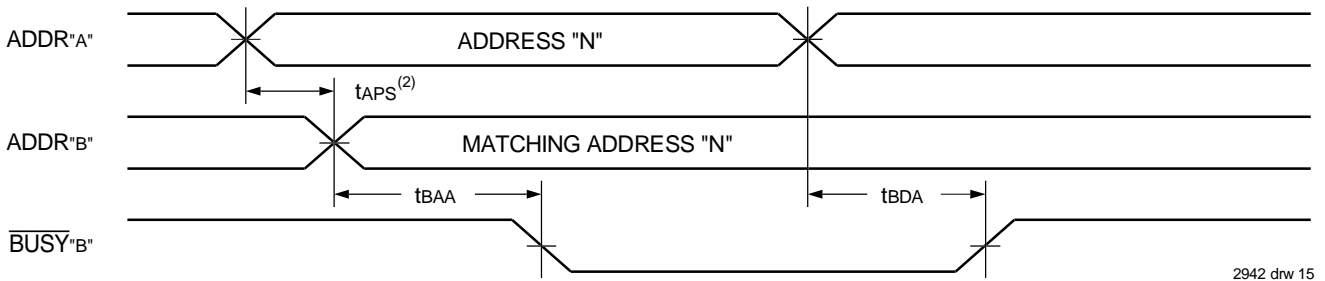 ADDR"A" ADDRESS "N"
tAPS(2)
ADDR"B" MATCHING ADDRESS "N"
tBAA tBDA
BUSY"B"
2942 drw 15